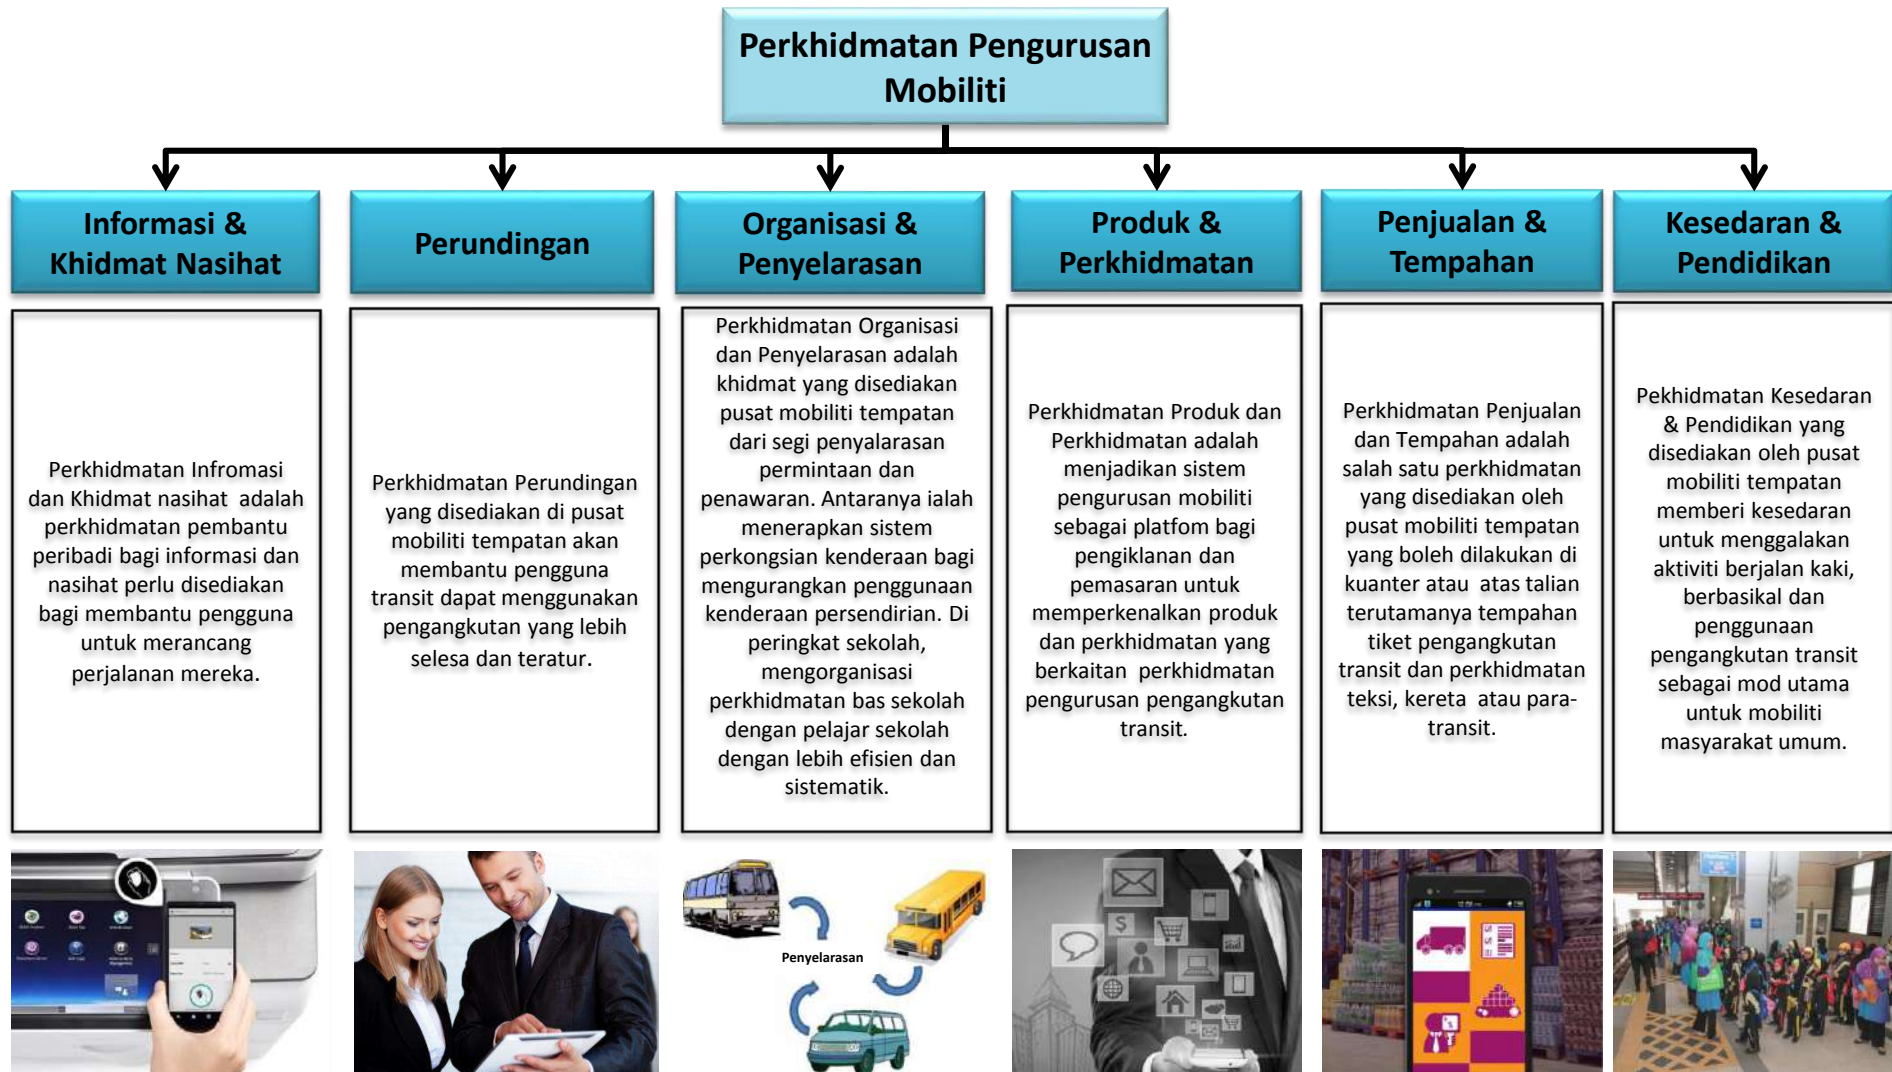 Perkhidmatan Pengurusan
Mobiliti
Informasi &
Khidmat Nasihat
Perundingan
Organisasi &
Penyelarasan
Produk &
Perkhidmatan
Penjualan &
Tempahan
Kesedaran &
Pendidikan
Perkhidmatan Infromasi
dan Khidmat nasihat adalah
perkhidmatan pembantu
peribadi bagi informasi dan
nasihat perlu disediakan
bagi membantu pengguna
untuk merancang
perjalanan mereka.
Perkhidmatan Perundingan
yang disediakan di pusat
mobiliti tempatan akan
membantu pengguna
transit dapat menggunakan
pengangkutan yang lebih
selesa dan teratur.
Perkhidmatan Organisasi
dan Penyelarasan adalah
khidmat yang disediakan
pusat mobiliti tempatan
dari segi penyalarasan
permintaan dan
penawaran. Antaranya ialah
menerapkan sistem
perkongsian kenderaan bagi
mengurangkan penggunaan
kenderaan persendirian. Di
peringkat sekolah,
mengorganisasi
perkhidmatan bas sekolah
dengan pelajar sekolah
dengan lebih efisien dan
sistematik.
Perkhidmatan Produk dan
Perkhidmatan adalah
menjadikan sistem
pengurusan mobiliti
sebagai platfom bagi
pengiklanan dan
pemasaran untuk
memperkenalkan produk
dan perkhidmatan yang
berkaitan perkhidmatan
pengurusan pengangkutan
transit.
Perkhidmatan Penjualan
dan Tempahan adalah
salah satu perkhidmatan
yang disediakan oleh
pusat mobiliti tempatan
yang boleh dilakukan di
kuanter atau atas talian
terutamanya tempahan
tiket pengangkutan
transit dan perkhidmatan
teksi, kereta atau para-
transit.
Pekhidmatan Kesedaran
& Pendidikan yang
disediakan oleh pusat
mobiliti tempatan
memberi kesedaran
untuk menggalakan
aktiviti berjalan kaki,
berbasikal dan
penggunaan
pengangkutan transit
sebagai mod utama
untuk mobiliti
masyarakat umum.
Penyelarasan
$